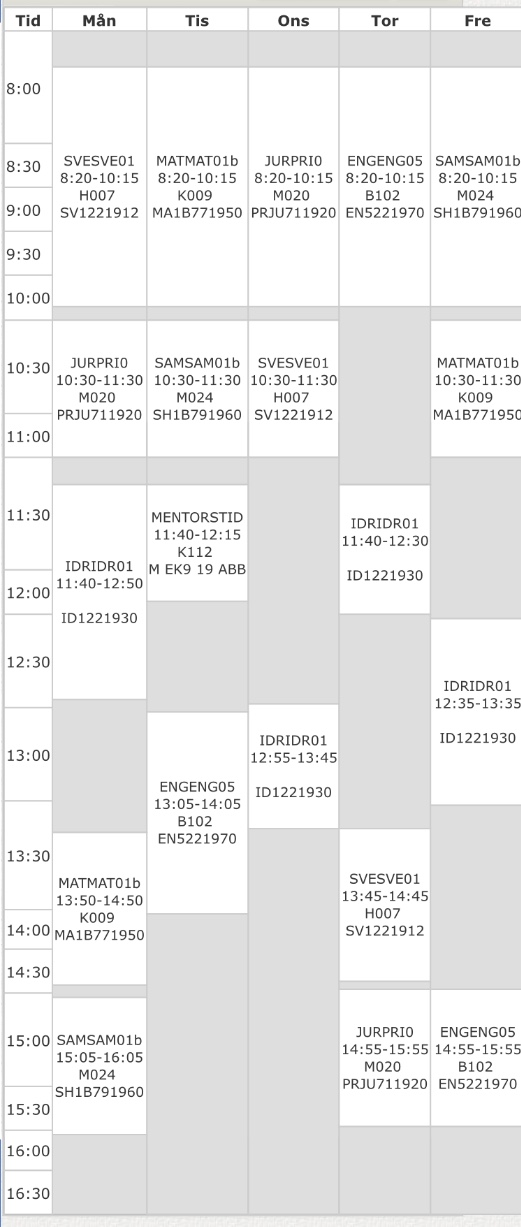 Tid Mån Tis Ons Tor Fre
8:00
8:30
9:00
9:30
10:00
10:30
11:00
11:30
12:00
12:30
13:00
13:30
14:00
14:30
15:00
15:30
16:00
16:30
SVESVE01
8:20-10:15
H007
SV1221912
JURPRI0
10:30-11:30
M020
PRJU711920
IDRIDR01
11:40-12:50
ID1221930
MATMAT01b
13:50-14:50
K009
MA1B771950
SAMSAM01b
15:05-16:05
M024
SH1B791960
MATMAT01b
8:20-10:15
K009
MA1B771950
SAMSAM01b
10:30-11:30
M024
SH1B791960
MENTORSTID
11:40-12:15
K112
M EK9 19 ABB
ENGENG05
13:05-14:05
B102
EN5221970
JURPRI0
8:20-10:15
M020
PRJU711920
SVESVE01
10:30-11:30
H007
SV1221912
IDRIDR01
12:55-13:45
ID1221930
ENGENG05
8:20-10:15
B102
EN5221970
IDRIDR01
11:40-12:30
ID1221930
SVESVE01
13:45-14:45
H007
SV1221912
JURPRI0
14:55-15:55
M020
PRJU711920
SAMSAM01b
8:20-10:15
M024
SH1B791960
MATMAT01b
10:30-11:30
K009
MA1B771950
IDRIDR01
12:35-13:35
ID1221930
ENGENG05
14:55-15:55
B102
EN5221970